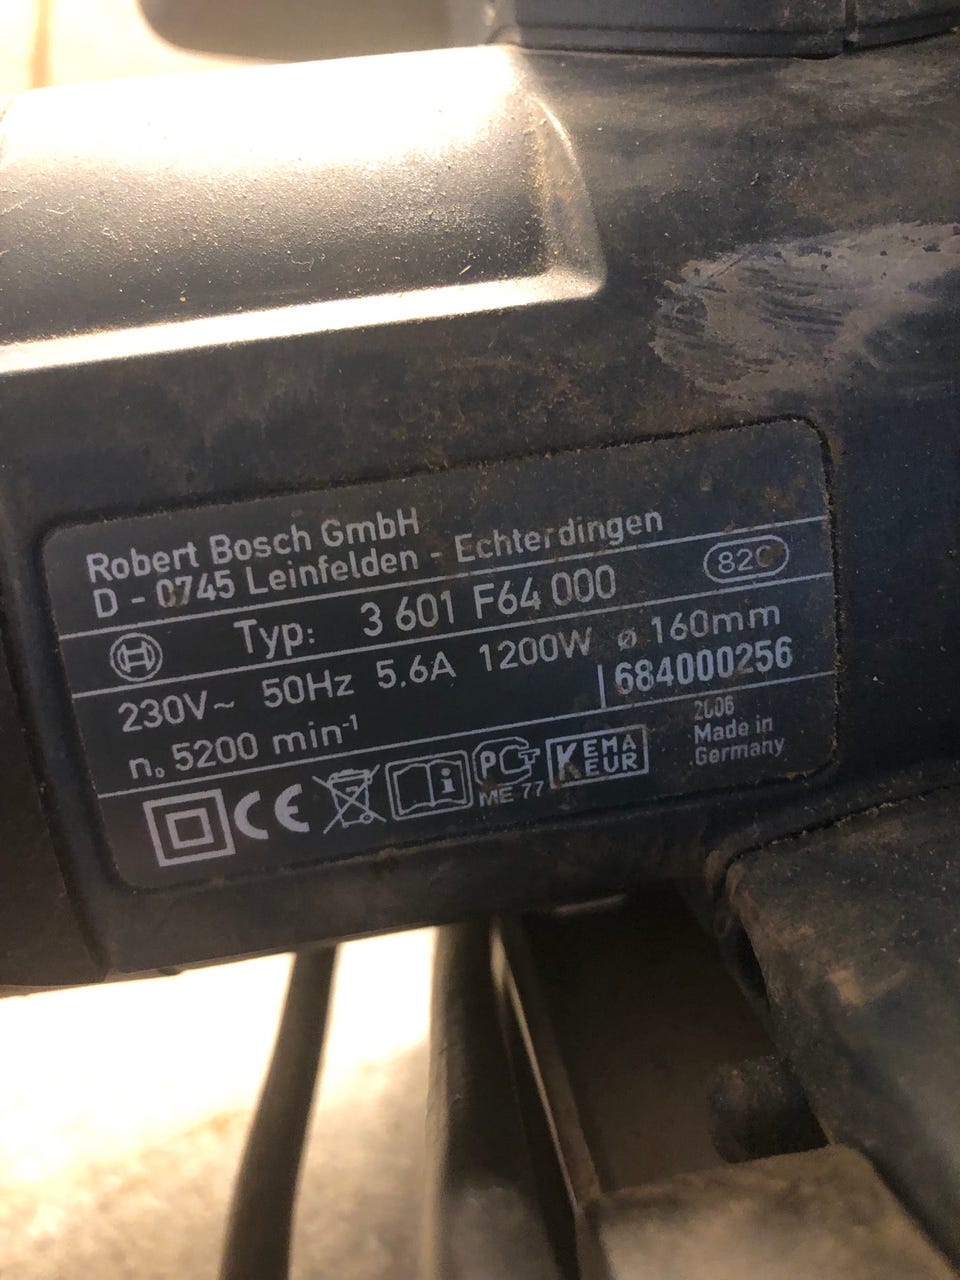 Robert Bosch GmbH
D - 0745 Leinfelden - Echterdingen
Typ: 3 601 F64 000
230V~ 50Hz 5.6A 1200W ø 160mm
n₀ 5200 min⁻¹
684000256
2006
Made in
Germany
CE
i
PCT
ME 77
KEMA
KEUR